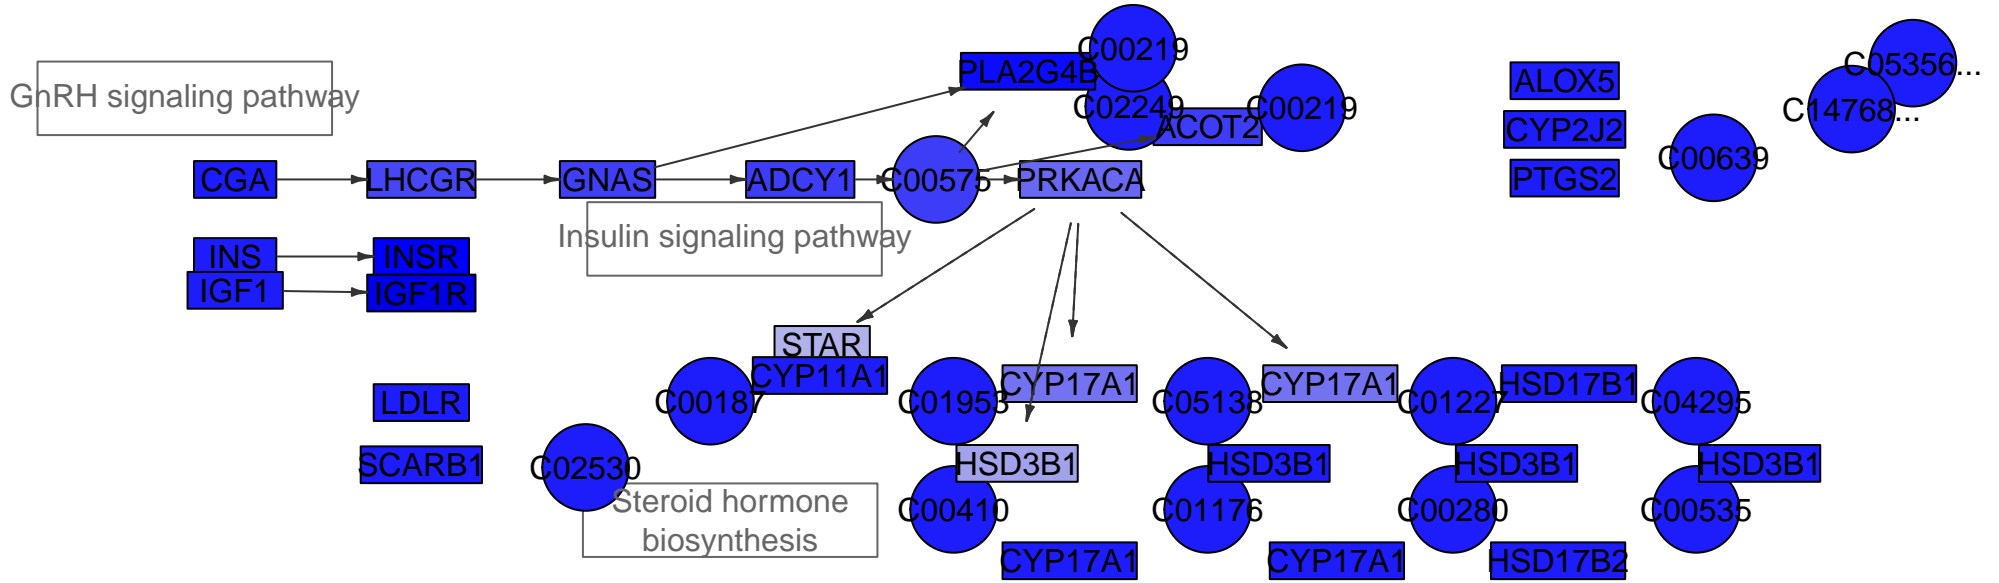 GnRH signaling pathway
PLA2G4B
C00219
C02249
ACOT2
C00219
ALOX5
CYP2J2
PTGS2
C00639
C05356...
C14768...
CGA
LHCGR
GNAS
ADCY1
C00575
PRKACA
Insulin signaling pathway
INS
INSR
IGF1
IGF1R
STAR
CYP11A1
C00187
C01953
CYP17A1
C05138
CYP17A1
C01227
HSD17B1
C04295
LDLR
SCARB1
C02530
HSD3B1
HSD3B1
HSD3B1
HSD3B1
Steroid hormone
biosynthesis
C00410
C01176
C00280
C00535
CYP17A1
CYP17A1
HSD17B2